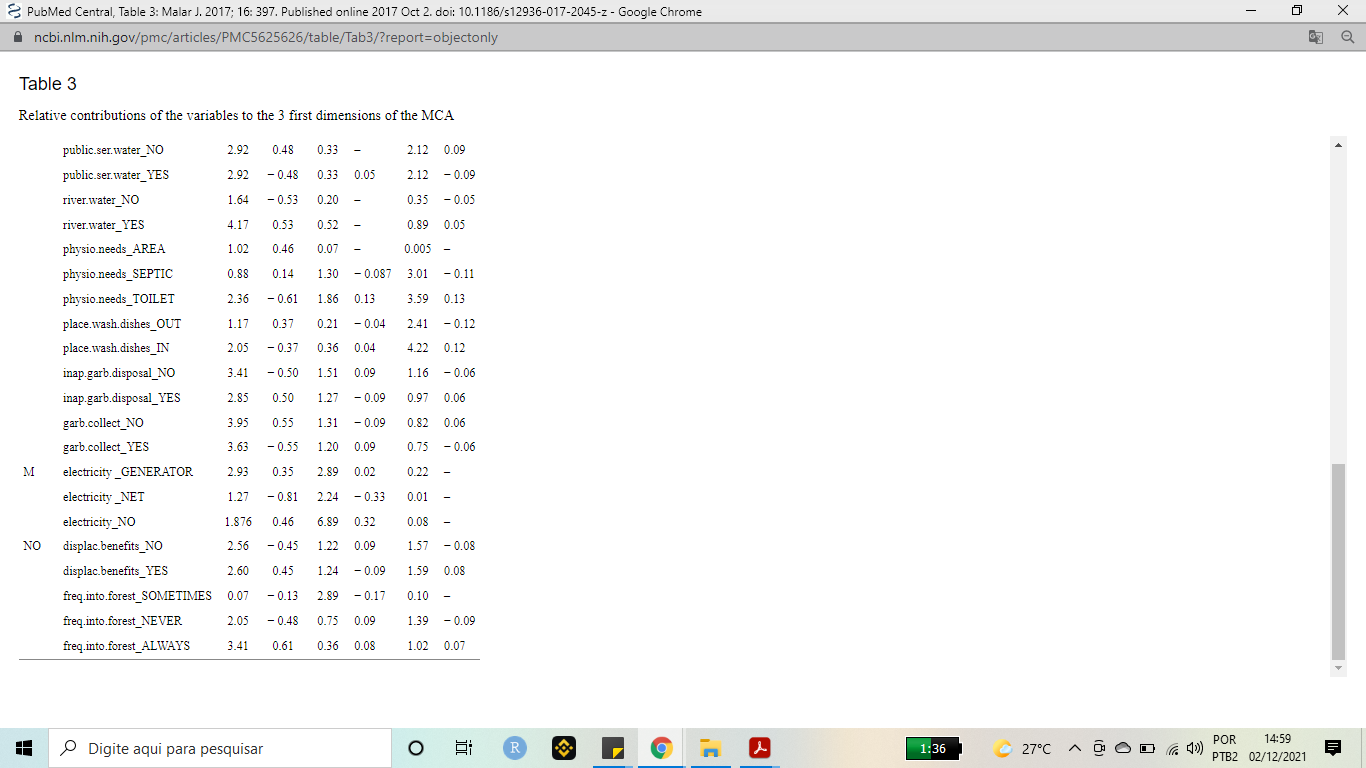 PubMed Central, Table 3: Malar J. 2017; 16: 397. Published online 2017 Oct 2. doi: 10.1186/s12936-017-2045-z - Google Chrome
ncbi.nlm.nih.gov/pmc/articles/PMC5625626/table/Tab3/?report=objectonly
Table 3
Relative contributions of the variables to the 3 first dimensions of the MCA
public.ser.water_NO 2.92 0.48 0.33 – 2.12 0.09
public.ser.water_YES 2.92 − 0.48 0.33 0.05 2.12 − 0.09
river.water_NO 1.64 − 0.53 0.20 – 0.35 − 0.05
river.water_YES 4.17 0.53 0.52 – 0.89 0.05
physio.needs_AREA 1.02 0.46 0.07 – 0.005 –
physio.needs_SEPTIC 0.88 0.14 1.30 − 0.087 3.01 − 0.11
physio.needs_TOILET 2.36 − 0.61 1.86 0.13 3.59 0.13
place.wash.dishes_OUT 1.17 0.37 0.21 − 0.04 2.41 − 0.12
place.wash.dishes_IN 2.05 − 0.37 0.36 0.04 4.22 0.12
inap.garb.disposal_NO 3.41 − 0.50 1.51 0.09 1.16 − 0.06
inap.garb.disposal_YES 2.85 0.50 1.27 − 0.09 0.97 0.06
garb.collect_NO 3.95 0.55 1.31 − 0.09 0.82 0.06
garb.collect_YES 3.63 − 0.55 1.20 0.09 0.75 − 0.06
M electricity _GENERATOR 2.93 0.35 2.89 0.02 0.22 –
electricity _NET 1.27 − 0.81 2.24 − 0.33 0.01 –
electricity_NO 1.876 0.46 6.89 0.32 0.08 –
NO displac.benefits_NO 2.56 − 0.45 1.22 0.09 1.57 − 0.08
displac.benefits_YES 2.60 0.45 1.24 − 0.09 1.59 0.08
freq.into.forest_SOMETIMES 0.07 − 0.13 2.89 − 0.17 0.10 –
freq.into.forest_NEVER 2.05 − 0.48 0.75 0.09 1.39 − 0.09
freq.into.forest_ALWAYS 3.41 0.61 0.36 0.08 1.02 0.07
Digite aqui para pesquisar
R
1:36
27°C
POR
PTB2
14:59
02/12/2021